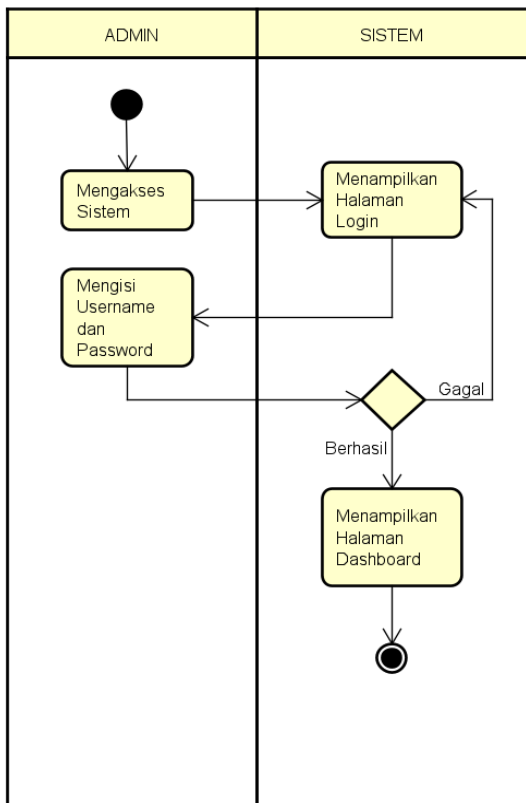 ADMIN
SISTEM
Mengakses
Sistem
Menampilkan
Halaman
Login
Mengisi
Username
dan
Password
Gagal
Berhasil
Menampilkan
Halaman
Dashboard